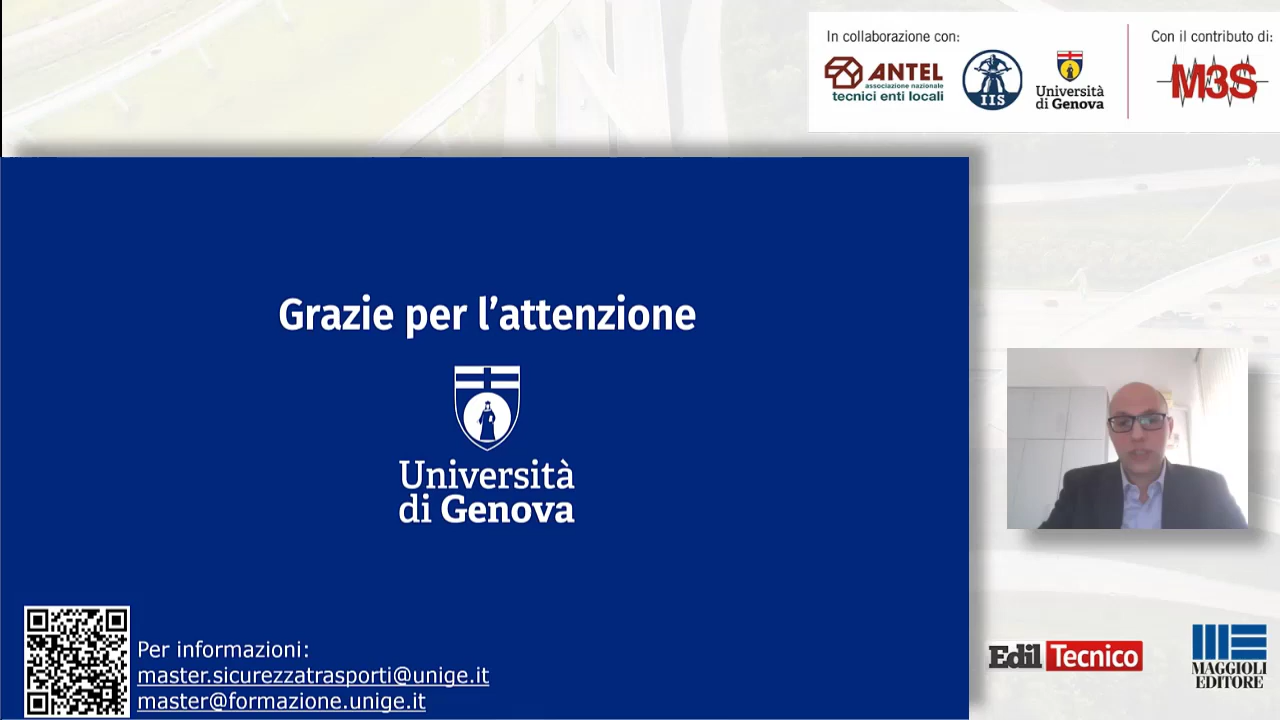 In collaborazione con:
ANTEL
associazione nazionale
tecnici enti locali
IIS
Università
di Genova
Con il contributo di:
M3S
Grazie per l'attenzione
Università
di Genova
Per informazioni:
master.sicurezzatrasporti@unige.it
master@formazione.unige.it
Edil Tecnico
MAGGIOLI
EDITORE